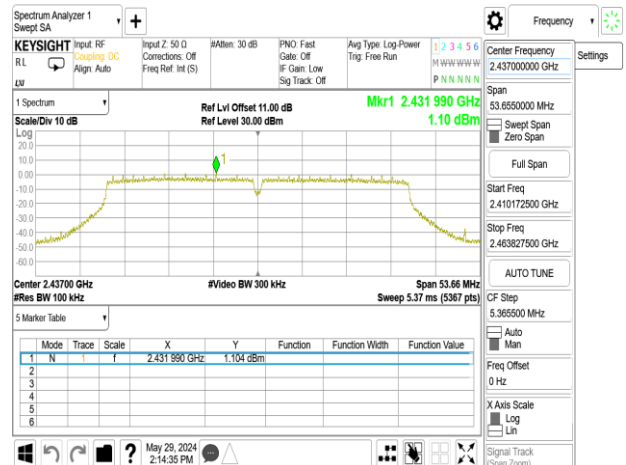 Spectrum Analyzer 1
Swept SA
Frequency
KEYSIGHT
RL
Input: RF
Coupling: DC
Align: Auto
Input Z: 50 Ω
Corrections: Off
Freq Ref: Int (S)
#Atten: 30 dB
PNO: Fast
Gate: Off
IF Gain: Low
Sig Track: Off
Avg Type: Log-Power
Trig: Free Run
1 2 3 4 5 6
M W W W W W
P N N N N N
Center Frequency
2.437000000 GHz
Settings
Span
53.6550000 MHz
Swept Span
Zero Span
Full Span
Start Freq
2.410172500 GHz
Stop Freq
2.463827500 GHz
AUTO TUNE
CF Step
5.365500 MHz
Auto
Man
Freq Offset
0 Hz
X Axis Scale
Log
Lin
Signal Track
(Span Zoom)
1 Spectrum
Scale/Div 10 dB
Ref Lvl Offset 11.00 dB
Ref Level 30.00 dBm
Mkr1 2.431 990 GHz
1.10 dBm
Log
20.0
10.0
0.00
-10.0
-20.0
-30.0
-40.0
-50.0
-60.0
1
Center 2.43700 GHz
#Res BW 100 kHz
#Video BW 300 kHz
Span 53.66 MHz
Sweep 5.37 ms (5367 pts)
5 Marker Table
Mode Trace Scale X Y Function Function Width Function Value
1 N 1 f 2.431 990 GHz 1.104 dBm
2
3
4
5
6
?
May 29, 2024
2:14:35 PM